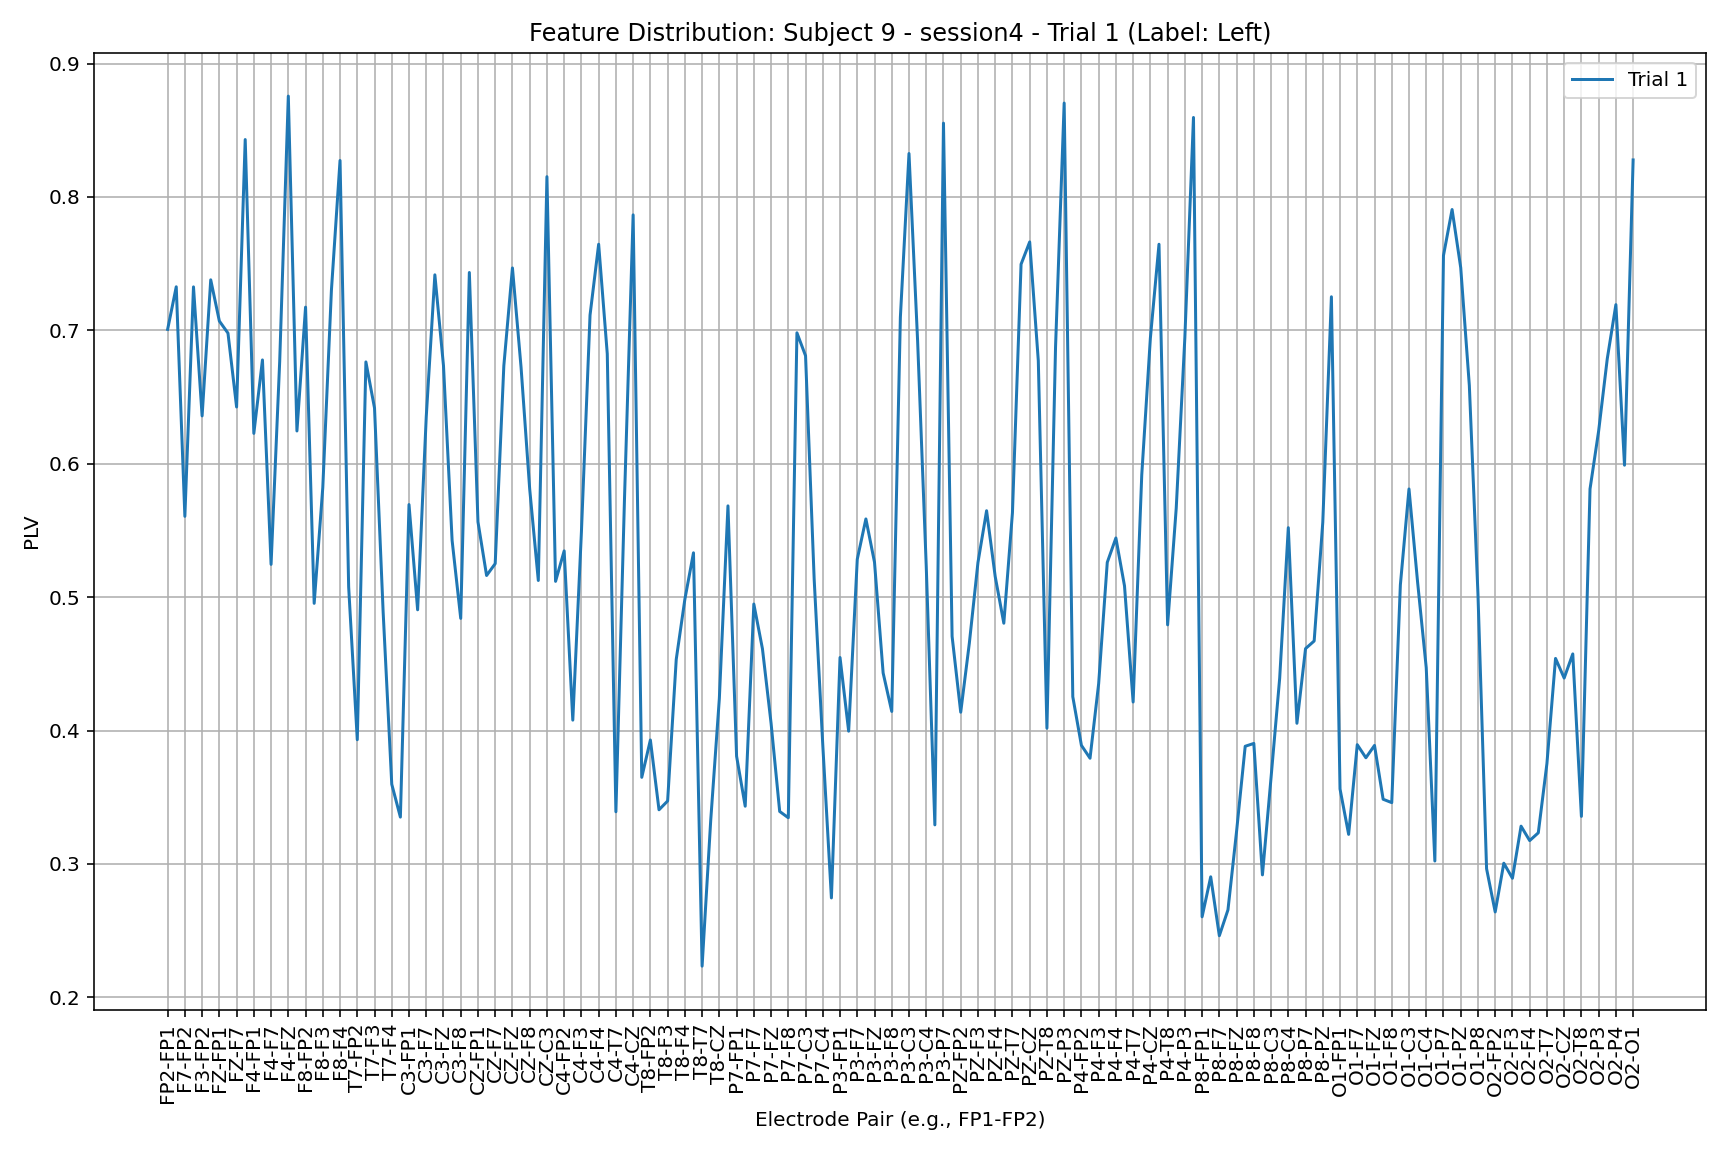 Feature Distribution: Subject 9 - session4 - Trial 1 (Label: Left)
Trial 1
PLV
0.9
0.8
0.7
0.6
0.5
0.4
0.3
0.2
FP2-FP1
F7-FP2
F3-FP2
FZ-FP1
FZ-F7
F4-FP1
F4-F7
F4-FZ
F8-FP2
F8-F3
F8-F4
T7-FP2
T7-F3
T7-F4
C3-FP1
C3-F7
C3-FZ
C3-F8
CZ-FP1
CZ-F7
CZ-FZ
CZ-F8
CZ-C3
C4-FP2
C4-F3
C4-F4
C4-T7
C4-CZ
T8-FP2
T8-F3
T8-F4
T8-T7
T8-CZ
P7-FP1
P7-F7
P7-FZ
P7-F8
P7-C3
P7-C4
P3-FP1
P3-F7
P3-FZ
P3-F8
P3-C3
P3-C4
P3-P7
PZ-FP2
PZ-F3
PZ-F4
PZ-T7
PZ-CZ
PZ-T8
PZ-P3
P4-FP2
P4-F3
P4-F4
P4-T7
P4-CZ
P4-T8
P4-P3
P8-FP1
P8-F7
P8-FZ
P8-F8
P8-C3
P8-C4
P8-P7
P8-PZ
O1-FP1
O1-F7
O1-FZ
O1-F8
O1-C3
O1-C4
O1-P7
O1-PZ
O1-P8
O2-FP2
O2-F3
O2-F4
O2-T7
O2-CZ
O2-T8
O2-P3
O2-P4
O2-O1
Electrode Pair (e.g., FP1-FP2)